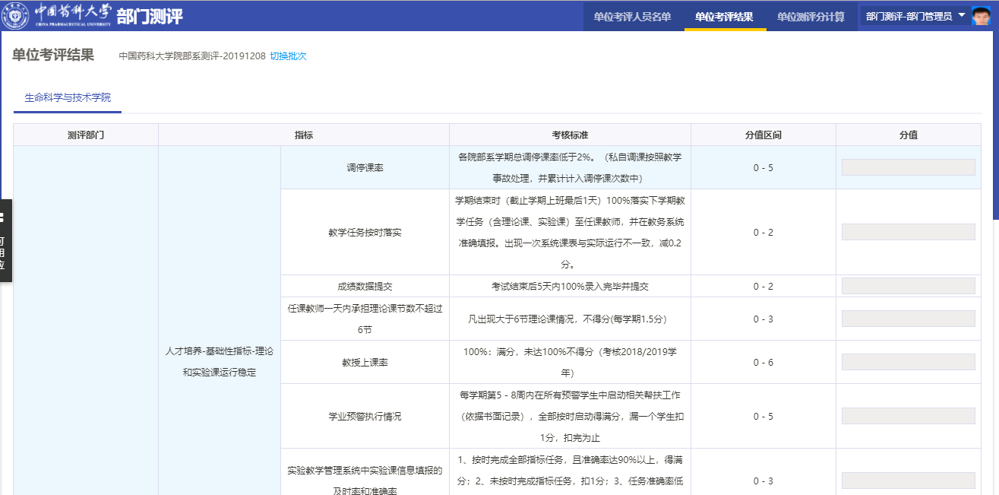 中国药科大学
CHINA PHARMACEUTICAL UNIVERSITY
部门测评
单位考评人员名单
单位考评结果
单位测评分计算
部门测评-部门管理员
单位考评结果
中国药科大学院部系测评-20191208 切换批次
生命科学与技术学院
测评部门
指标
考核标准
分值区间
分值
人才培养-基础性指标-理论
和实验课运行稳定
调停课率
各院部系学期总调停课率低于2%。（私自调课按照教学
事故处理，并累计计入调停课次数中）
0 - 5
教学任务按时落实
学期结束时（截止学期上班最后1天）100%落实下学期教
学任务（含理论课、实验课）至任课教师，并在教务系统
准确填报。出现一次系统课表与实际运行不一致，减0.2
分。
0 - 2
成绩数据提交
考试结束后5天内100%录入完毕并提交
0 - 2
任课教师一天内承担理论课节数不超过
6节
凡出现大于6节理论课情况，不得分(每学期1.5分）
0 - 3
教授上课率
100%：满分，未达100%不得分（考核2018/2019学
年）
0 - 6
学业预警执行情况
每学期第5－8周内在所有预警学生中启动相关帮扶工作
（依据书面记录），全部按时启动得满分，漏一个学生扣
1分，扣完为止
0 - 5
实验教学管理系统中实验课信息填报的
及时率和准确率
1、按时完成全部指标任务，且准确率达90%以上，得满
分；2、未按时完成指标任务，扣1分；3、任务准确率低
0 - 3